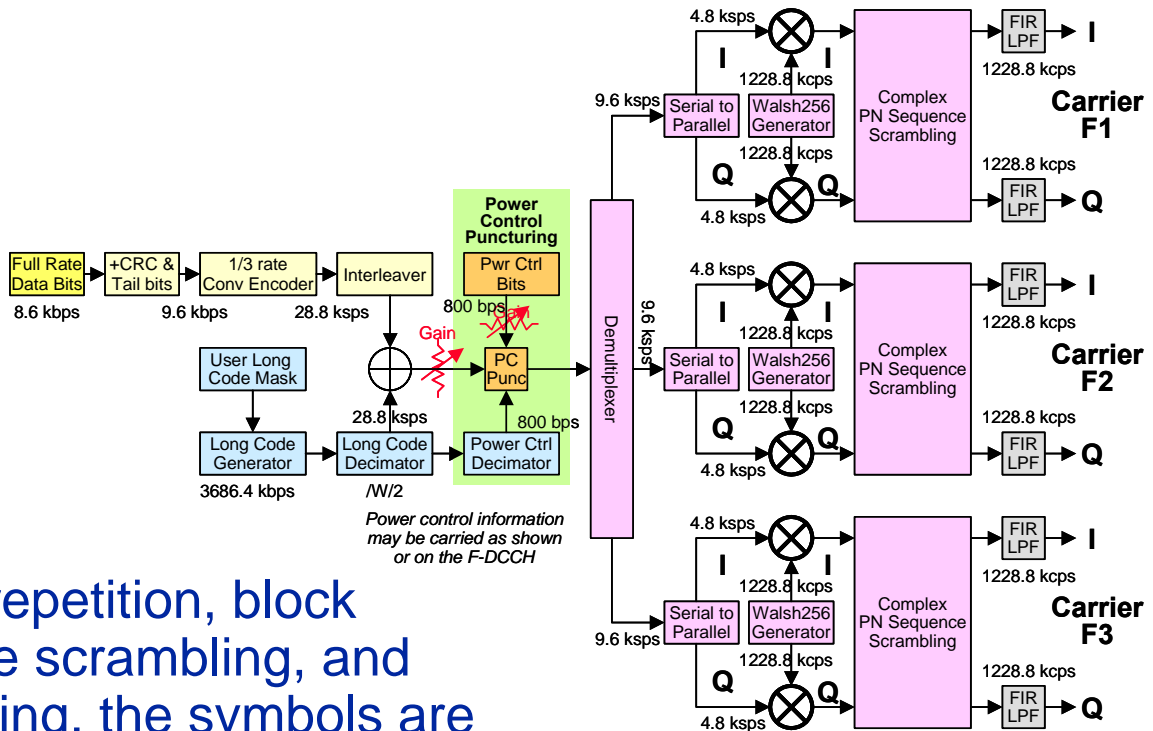 4.8 ksps
I
I
FIR
LPF
I
1228.8 kcps
1228.8 kcps
9.6 ksps
Serial to
Parallel
Walsh256
Generator
Complex
PN Sequence
Scrambling
Carrier
F1
1228.8 kcps
1228.8 kcps
Q
Q
FIR
LPF
Q
4.8 ksps
Power
Control
Puncturing
Full Rate
Data Bits
+CRC &
Tail bits
1/3 rate
Conv Encoder
Interleaver
Pwr Ctrl
Bits
8.6 kbps
9.6 kbps
28.8 ksps
800 bps
Gain
Gain
User Long
Code Mask
PC
Punc
28.8 ksps
800 bps
Long Code
Generator
Long Code
Decimator
Power Ctrl
Decimator
3686.4 kbps
/W/2
Power control information
may be carried as shown
or on the F-DCCH
Demultiplexer
9.6 ksps
4.8 ksps
I
I
FIR
LPF
I
1228.8 kcps
1228.8 kcps
Serial to
Parallel
Walsh256
Generator
Complex
PN Sequence
Scrambling
Carrier
F2
1228.8 kcps
1228.8 kcps
Q
Q
FIR
LPF
Q
4.8 ksps
4.8 ksps
I
I
FIR
LPF
I
1228.8 kcps
1228.8 kcps
9.6 ksps
Serial to
Parallel
Walsh256
Generator
Complex
PN Sequence
Scrambling
Carrier
F3
1228.8 kcps
1228.8 kcps
Q
Q
FIR
LPF
Q
4.8 ksps
repetition, block
e scrambling, and
ing, the symbols are